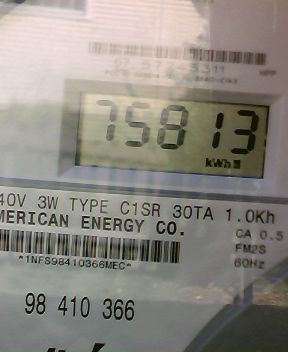 75813
kWh
40V 3W TYPE C1SR 30TA 1.0Kh
MERICAN ENERGY CO.
CA 0.5
*1NFS98410366MEC*
FM2S
60Hz
98 410 366